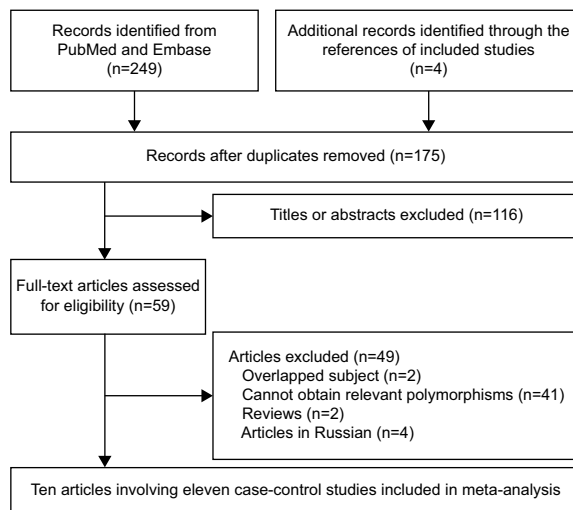 Records identified from
PubMed and Embase
(n=249)
Additional records identified through the
references of included studies
(n=4)
Records after duplicates removed (n=175)
Titles or abstracts excluded (n=116)
Full-text articles assessed
for eligibility (n=59)
Articles excluded (n=49)
Overlapped subject (n=2)
Cannot obtain relevant polymorphisms (n=41)
Reviews (n=2)
Articles in Russian (n=4)
Ten articles involving eleven case-control studies included in meta-analysis